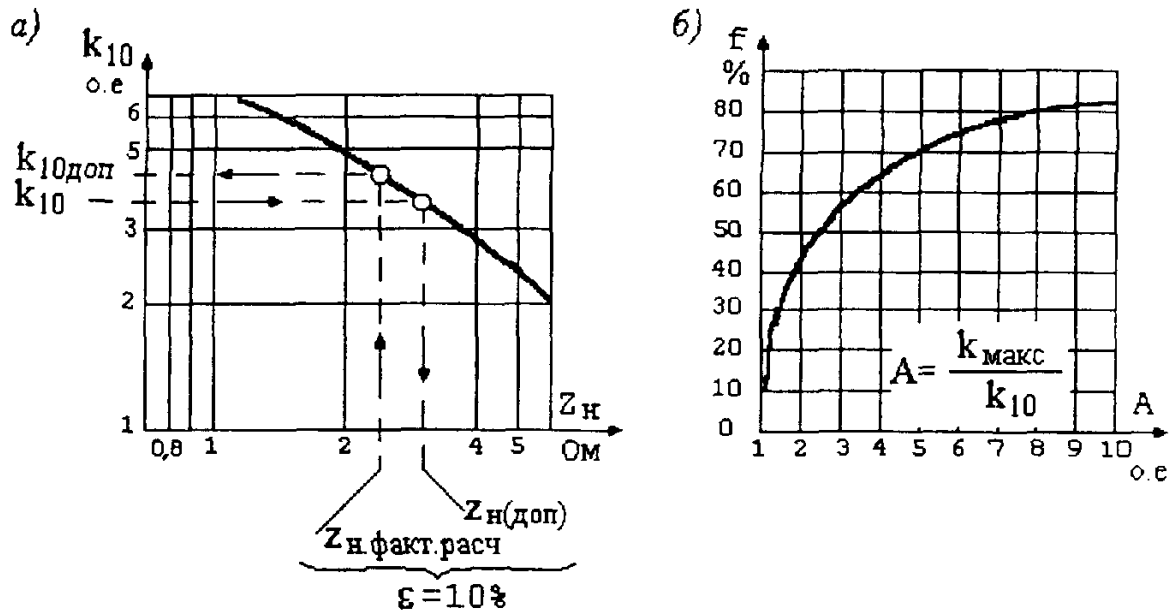 а)
k10
о.е
6
5
k10доп
k10
3
2
1
0,8 1 2 4 5
Zн
Ом
Zн(доп)
Zн.факт.расч
ε=10%
б)
f
%
80
70
60
50
40
30
20
10
0
A= kмакс
k10
A
1 2 3 4 5 6 7 8 9 10
о.е